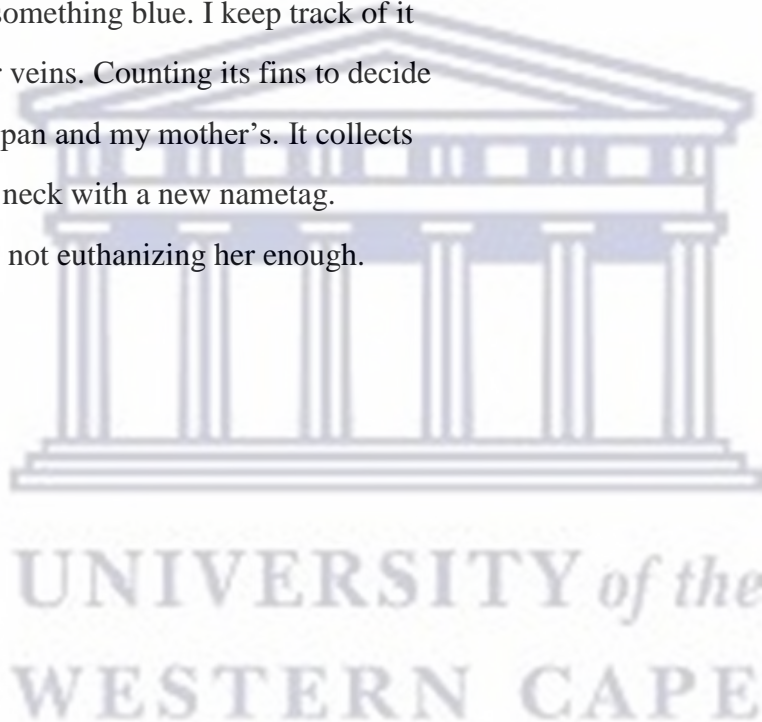 something blue. I keep track of it
veins. Counting its fins to decide
pan and my mother's. It collects
neck with a new nametag.
not euthanizing her enough.
UNIVERSITY of the
WESTERN CAPE